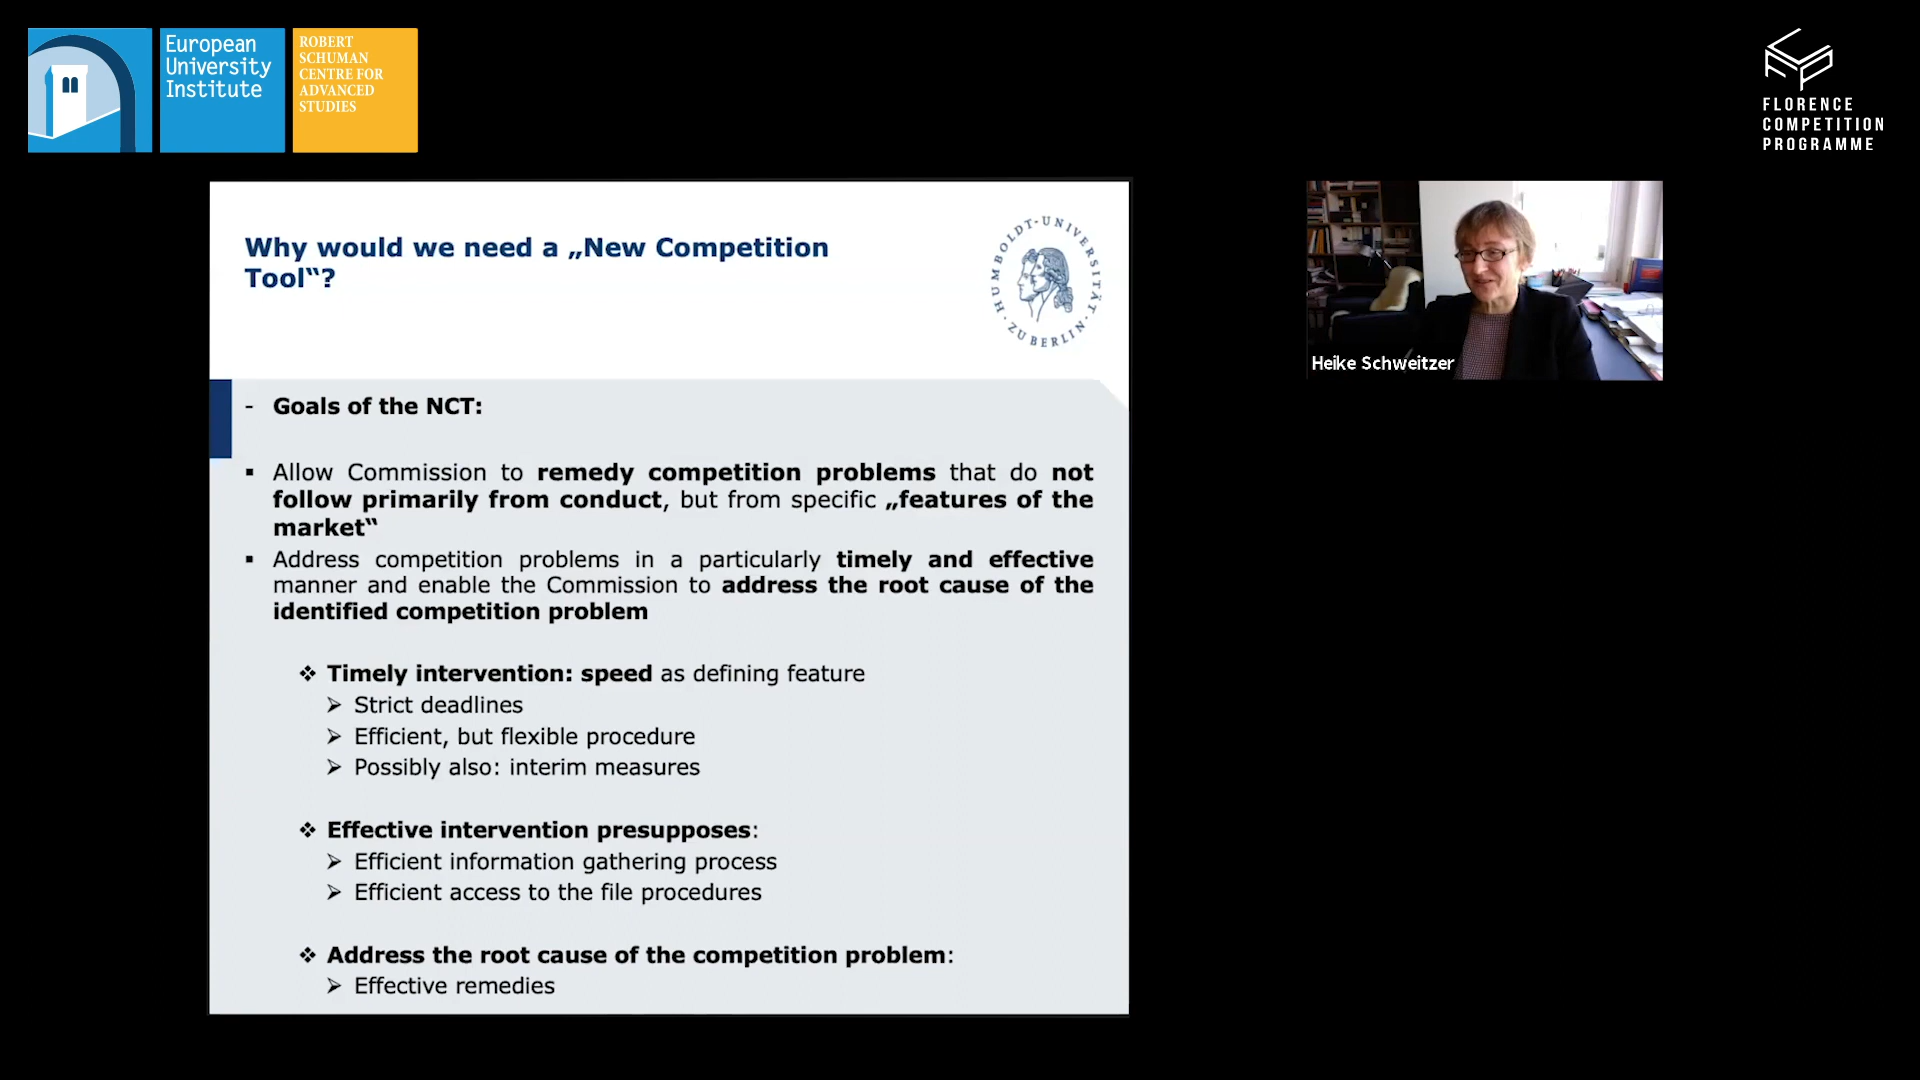 European
University
Institute
ROBERT
SCHUMAN
CENTRE FOR
ADVANCED
STUDIES
FLORENCE
COMPETITION
PROGRAMME
Why would we need a „New Competition
Tool“?
HUMBOLDT-UNIVERSITÄT · ZU BERLIN ·
- Goals of the NCT:
▪ Allow Commission to remedy competition problems that do not
follow primarily from conduct, but from specific „features of the
market“
▪ Address competition problems in a particularly timely and effective
manner and enable the Commission to address the root cause of the
identified competition problem
❖ Timely intervention: speed as defining feature
➢ Strict deadlines
➢ Efficient, but flexible procedure
➢ Possibly also: interim measures
❖ Effective intervention presupposes:
➢ Efficient information gathering process
➢ Efficient access to the file procedures
❖ Address the root cause of the competition problem:
➢ Effective remedies
Heike Schweitzer